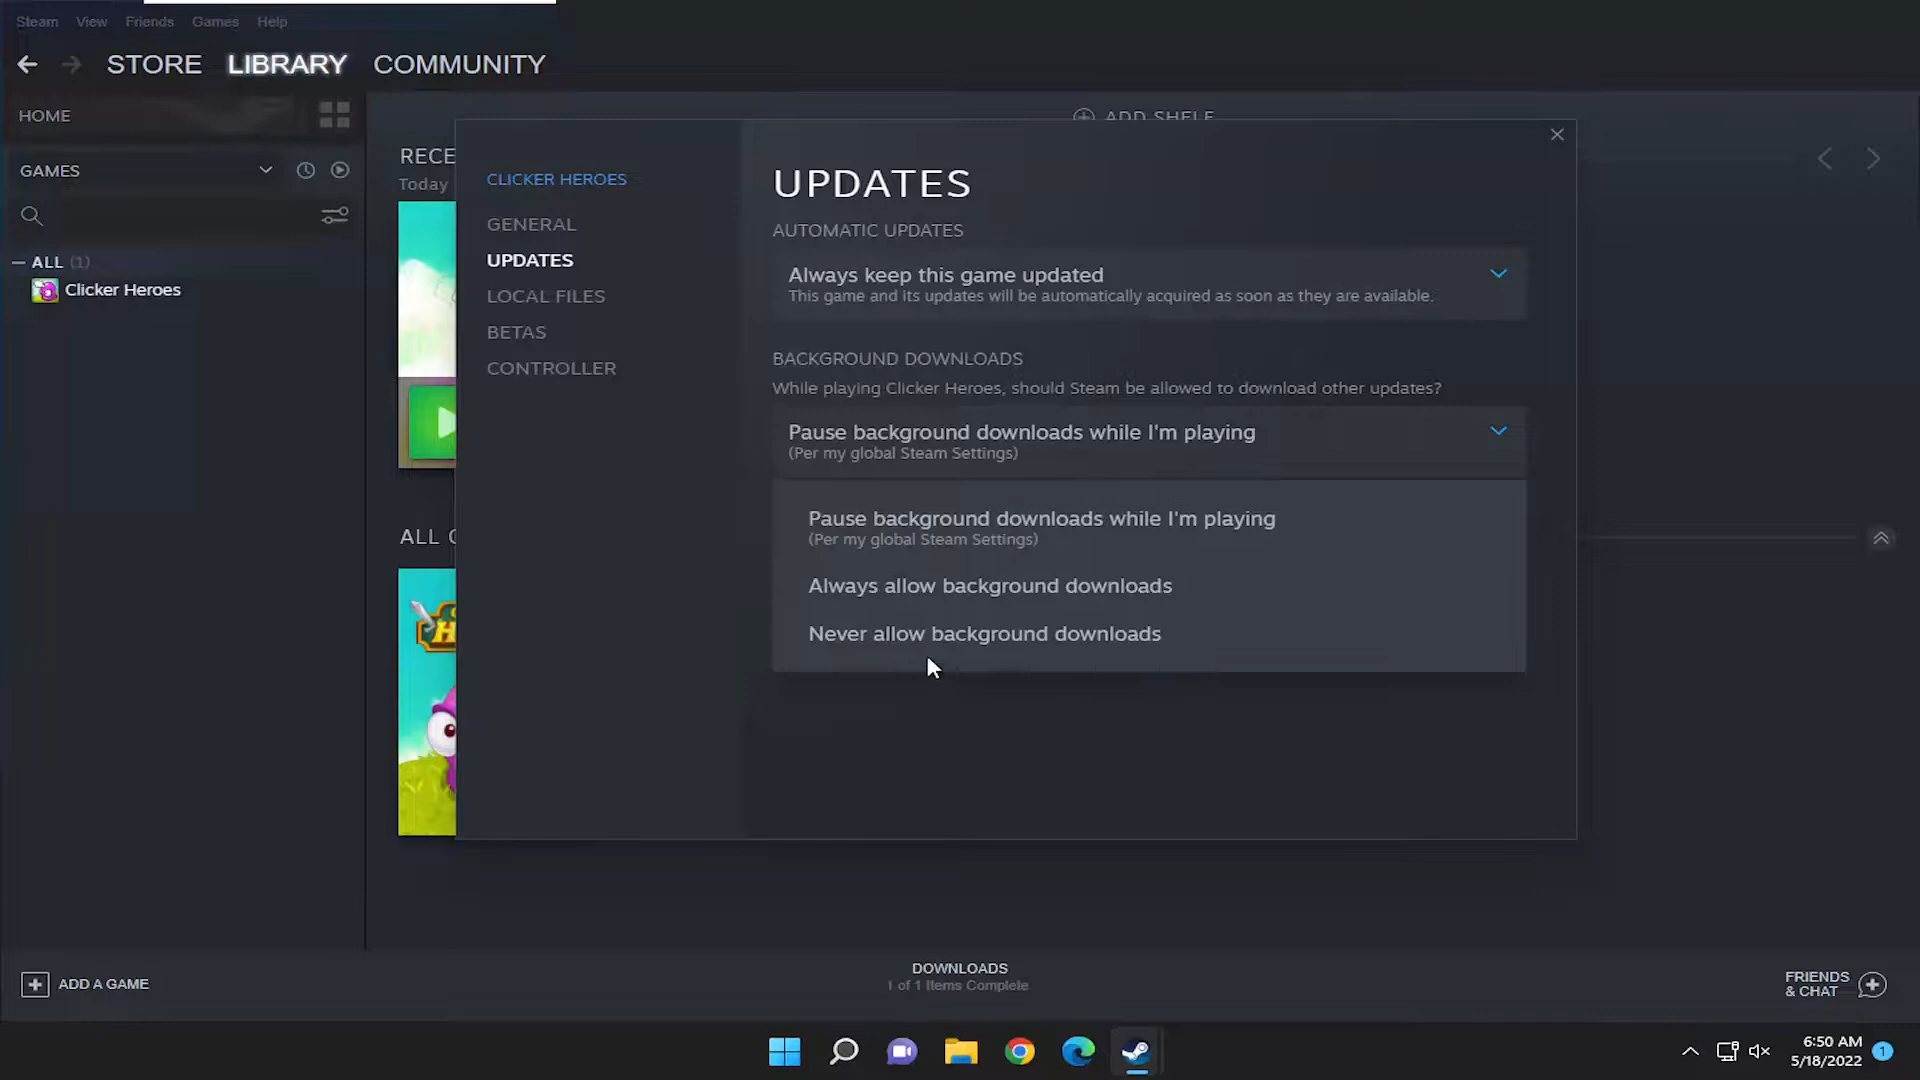 Steam View Friends Games Help
STORE LIBRARY COMMUNITY
HOME
ADD SHELF
GAMES
RECE
Today
ALL (1)
Clicker Heroes
ALL
CLICKER HEROES
GENERAL
UPDATES
LOCAL FILES
BETAS
CONTROLLER
UPDATES
AUTOMATIC UPDATES
Always keep this game updated
This game and its updates will be automatically acquired as soon as they are available.
BACKGROUND DOWNLOADS
While playing Clicker Heroes, should Steam be allowed to download other updates?
Pause background downloads while I'm playing
(Per my global Steam Settings)
Pause background downloads while I'm playing
(Per my global Steam Settings)
Always allow background downloads
Never allow background downloads
ADD A GAME
DOWNLOADS
1 of 1 Items Complete
FRIENDS
& CHAT
6:50 AM
5/18/2022
1